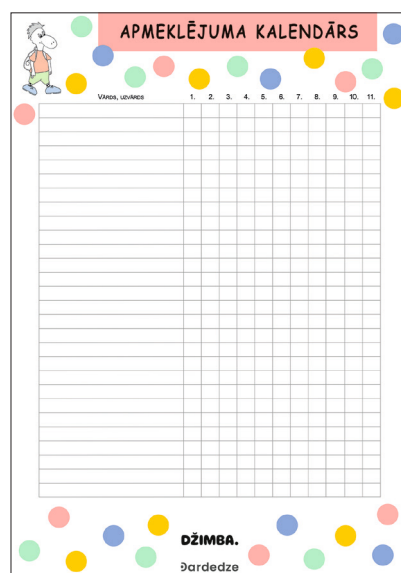 APMEKLĒJUMA KALENDĀRS
VĀRDS, UZVĀRDS 1. 2. 3. 4. 5. 6. 7. 8. 9. 10. 11.
DŽIMBA.
Dardedze